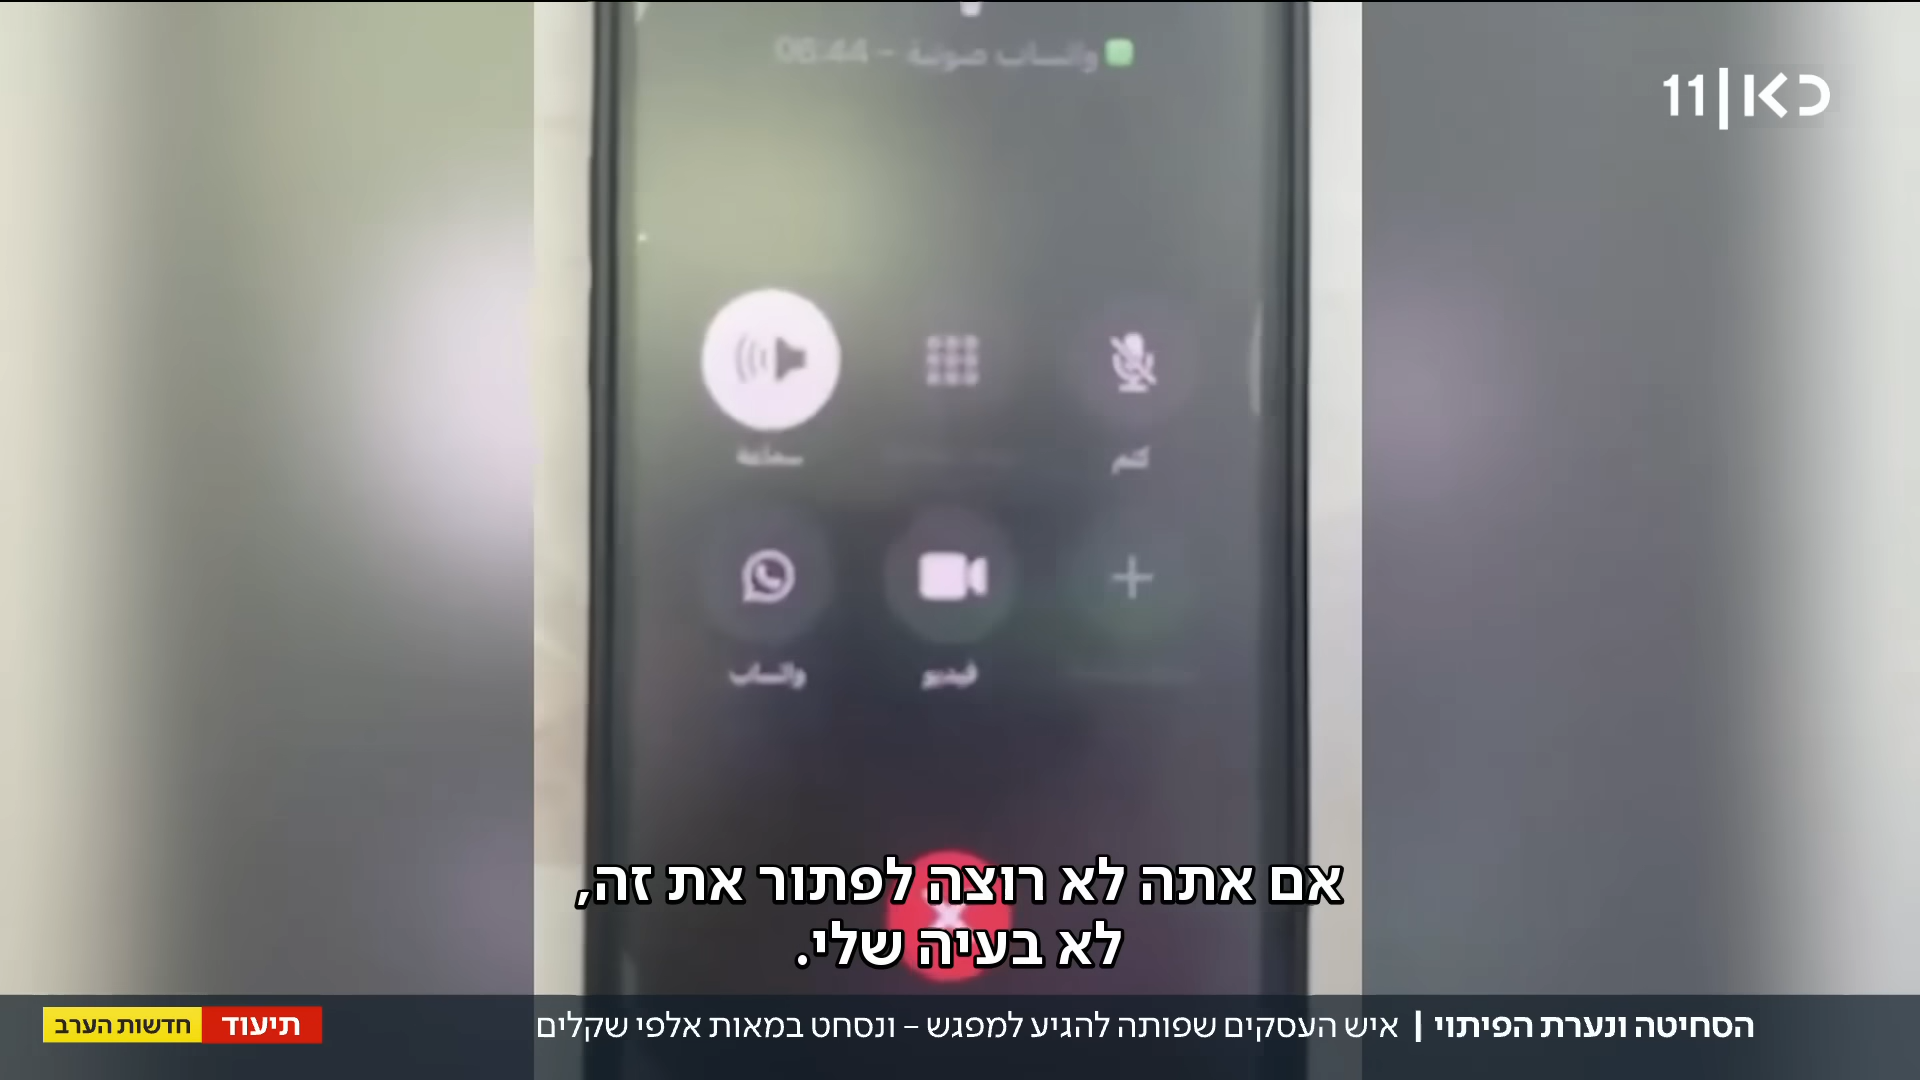 واتساب صوتية - 06:44
כאן|11
كتم
سماعة
فيديو
واتساب
אם אתה לא רוצה לפתור את זה,
לא בעיה שלי.
הסחיטה ונערת הפיתוי | איש העסקים שפותה להגיע למפגש – ונסחט במאות אלפי שקלים
תיעוד
חדשות הערב